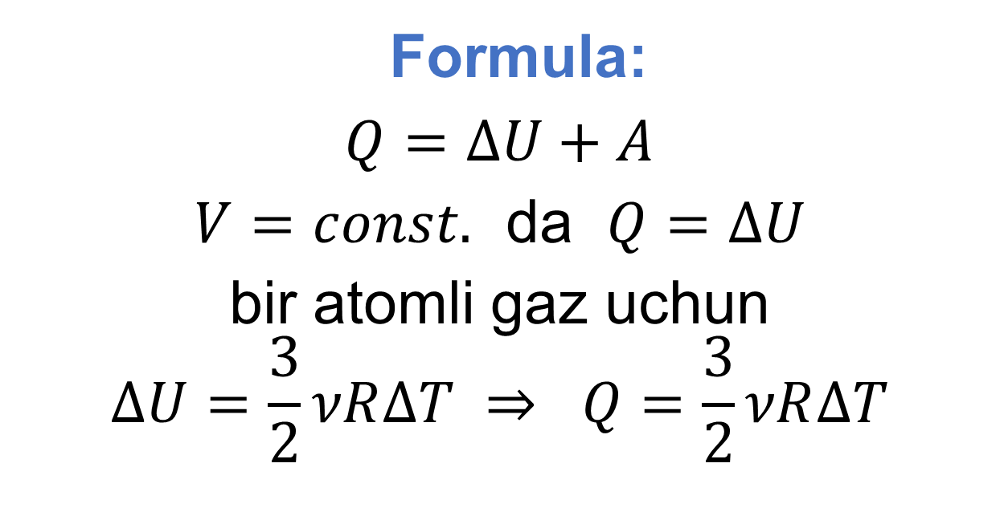 Formula:
Q = ΔU + A
V = const. da Q = ΔU
bir atomli gaz uchun
ΔU = 3/2 νRΔT ⇒ Q = 3/2 νRΔT